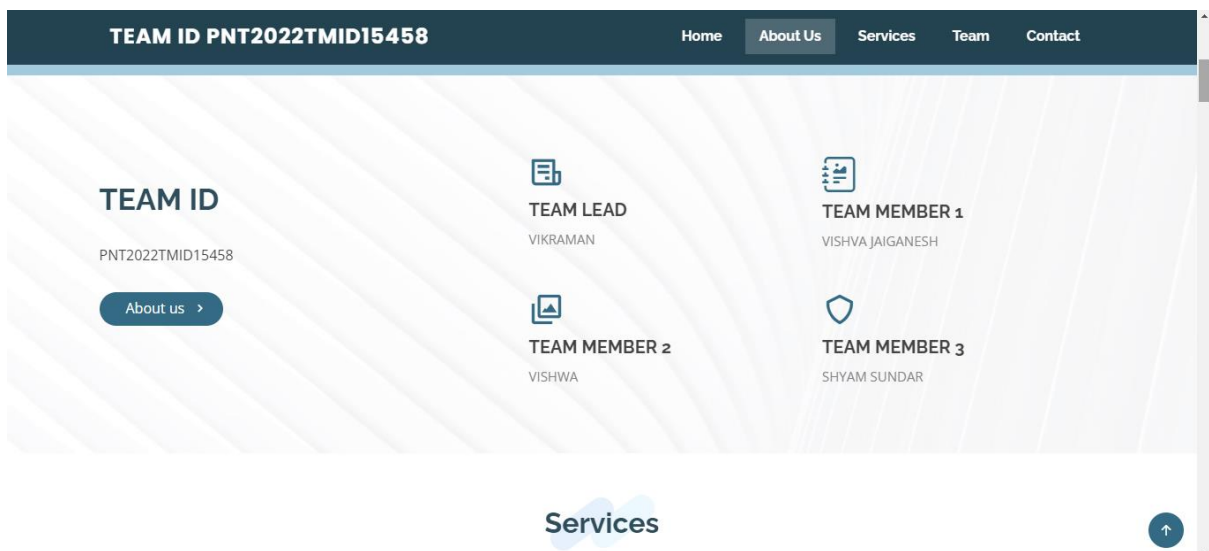 TEAM ID PNT2022TMID15458
Home About Us Services Team Contact
TEAM ID
PNT2022TMID15458
About us
TEAM LEAD
VIKRAMAN
TEAM MEMBER 1
VISHVA JAIGANESH
TEAM MEMBER 2
VISHWA
TEAM MEMBER 3
SHYAM SUNDAR
Services